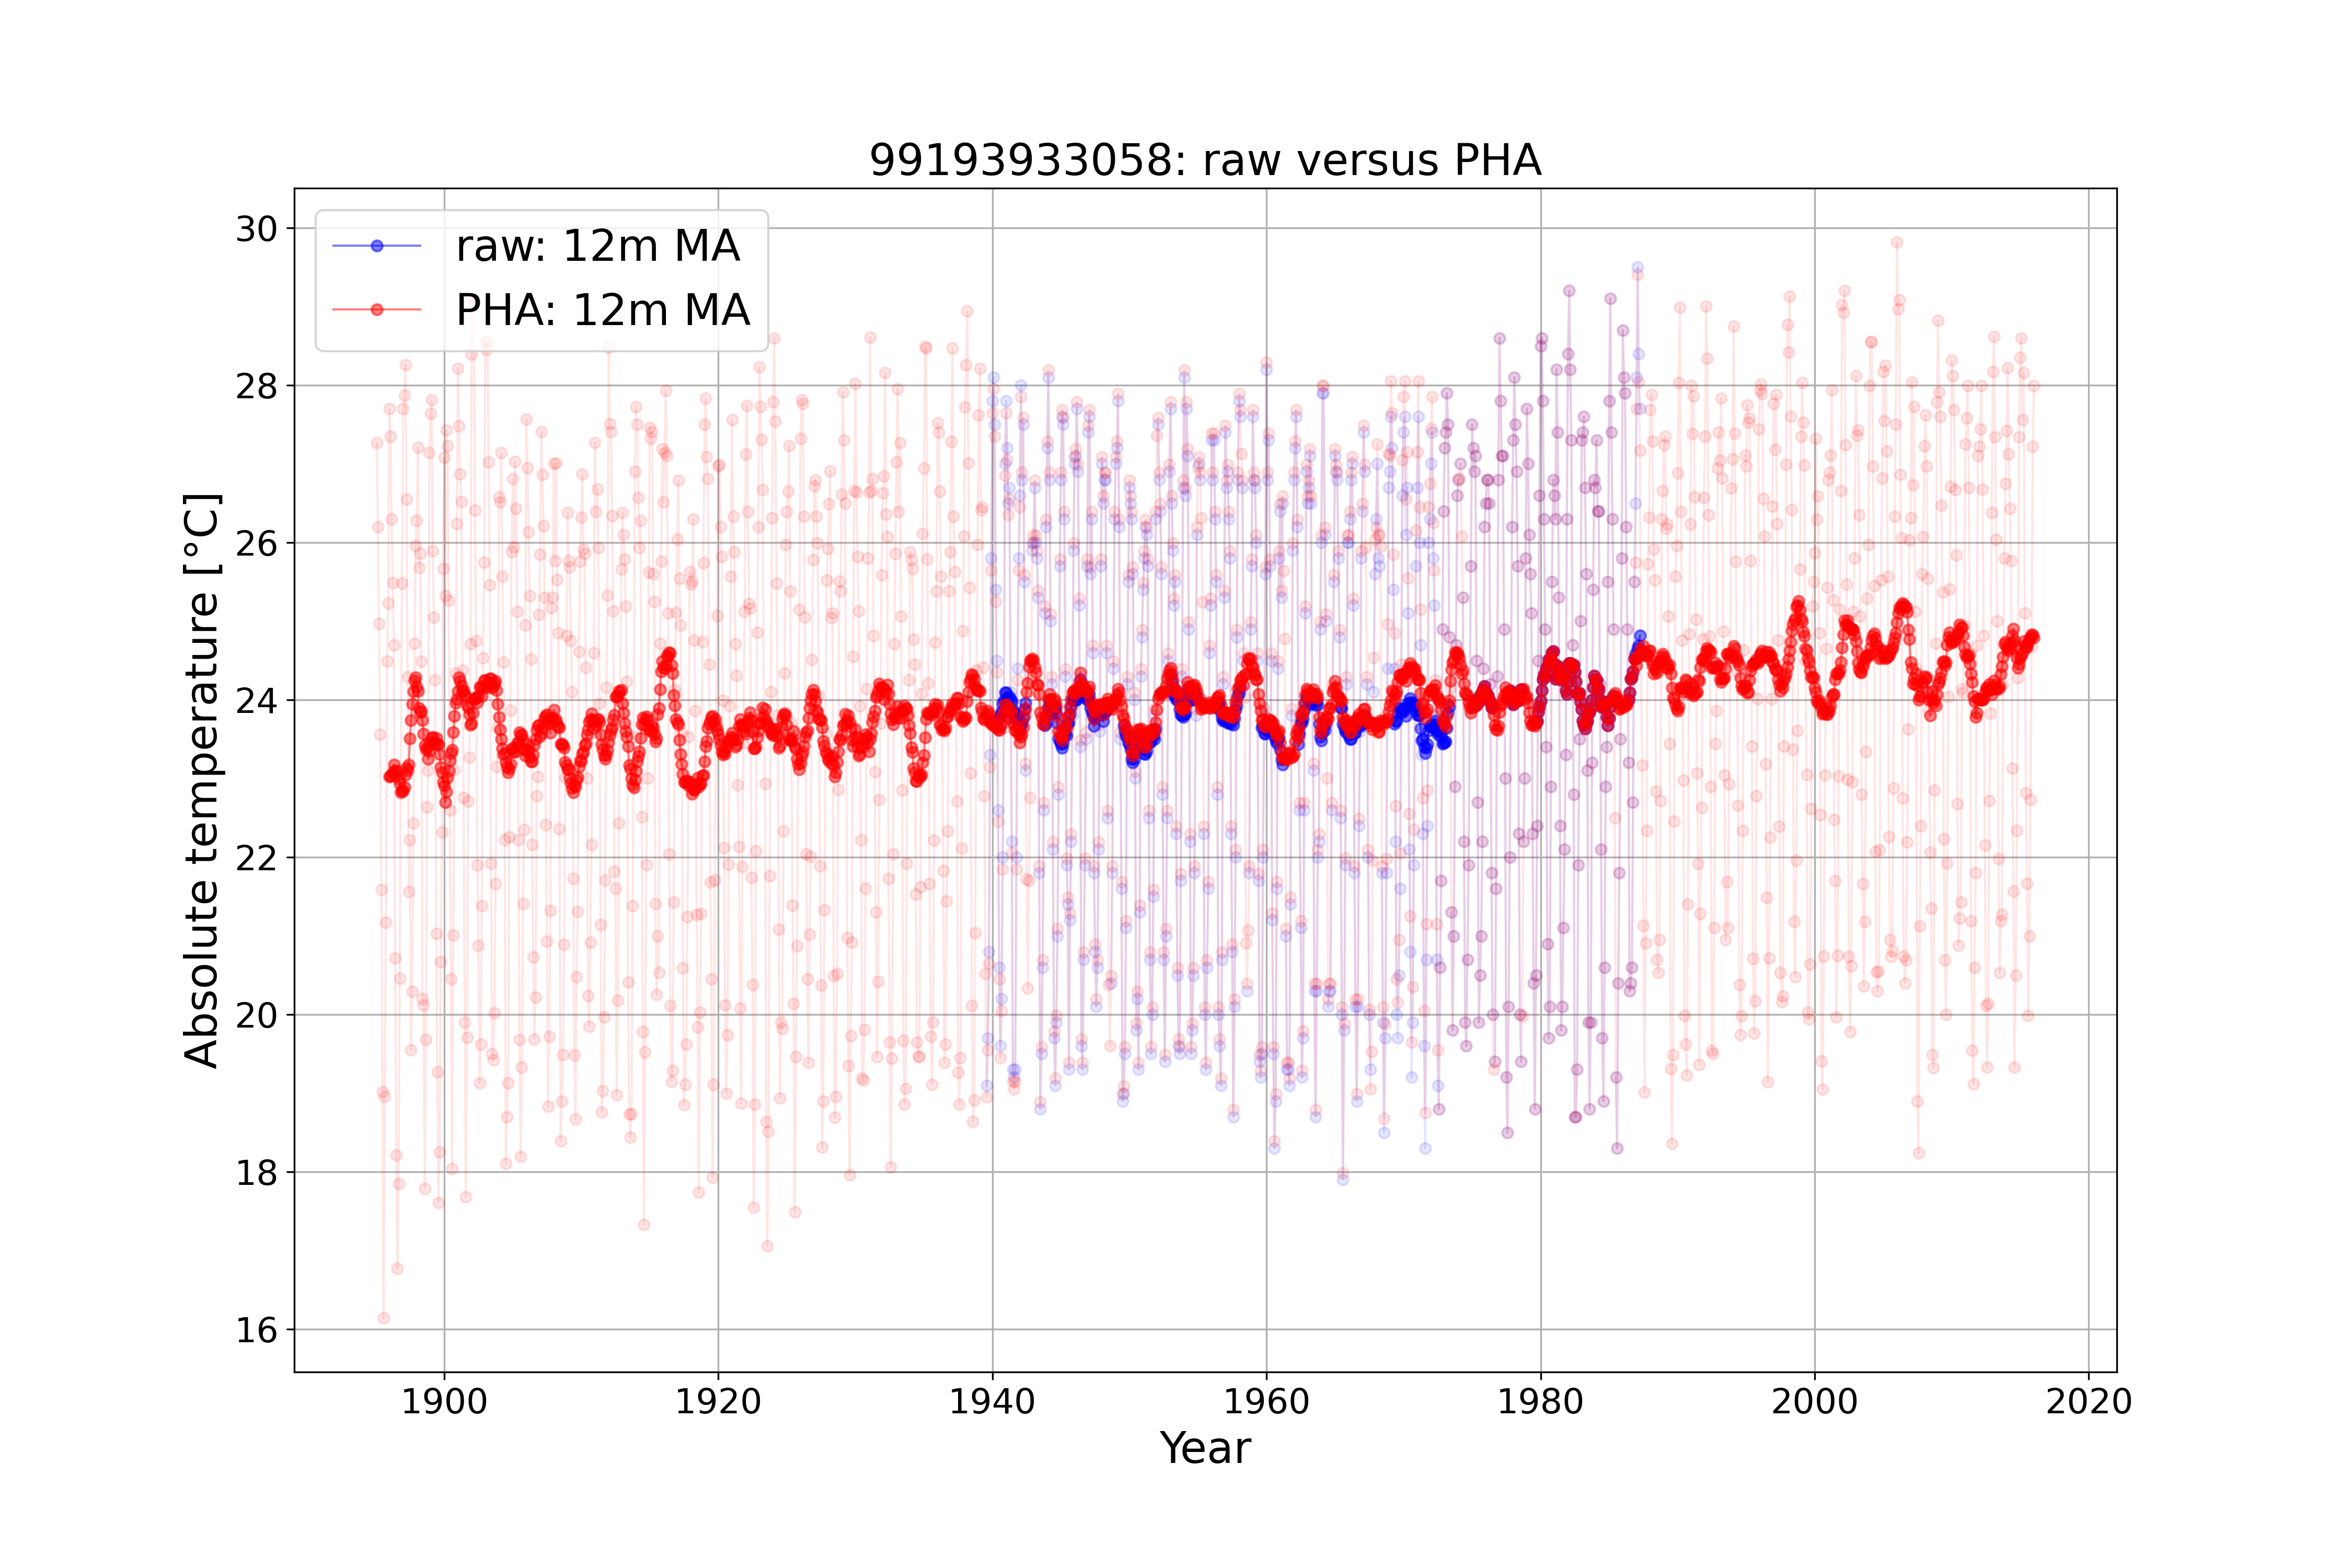 99193933058: raw versus PHA
raw: 12m MA
PHA: 12m MA
Absolute temperature [°C]
30
28
26
24
22
20
18
16
1900 1920 1940 1960 1980 2000 2020
Year